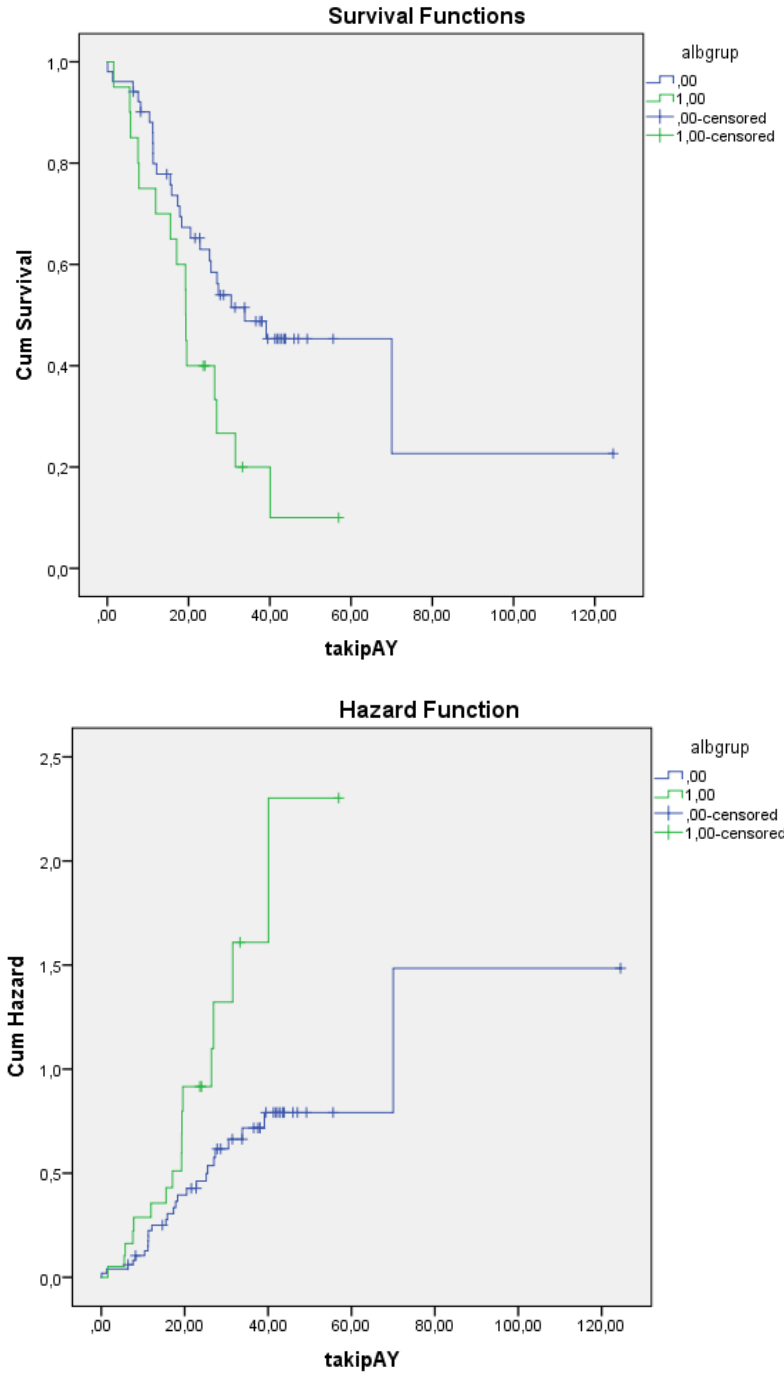 Survival Functions
albgrup
,00
1,00
,00-censored
1,00-censored
1,0
0,8
0,6
0,4
0,2
0,0
Cum Survival
,00 20,00 40,00 60,00 80,00 100,00 120,00
takipAY
Hazard Function
albgrup
,00
1,00
,00-censored
1,00-censored
2,5
2,0
1,5
1,0
0,5
0,0
Cum Hazard
,00 20,00 40,00 60,00 80,00 100,00 120,00
takipAY